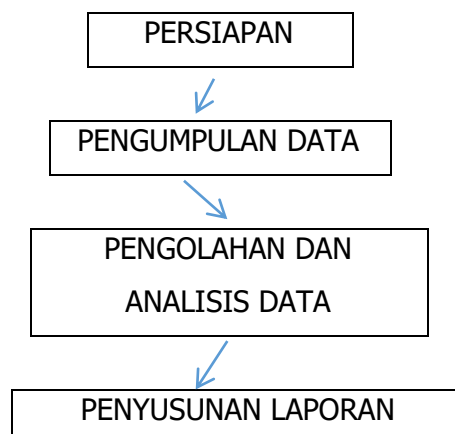 PERSIAPAN
PENGUMPULAN DATA
PENGOLAHAN DAN
ANALISIS DATA
PENYUSUNAN LAPORAN